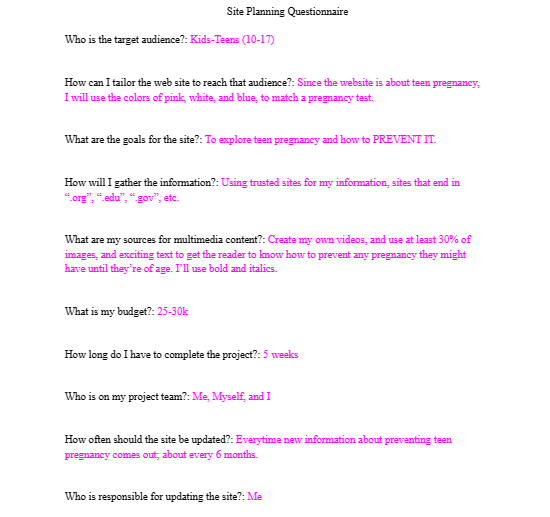 Site Planning Questionnaire
Who is the target audience?: Kids-Teens (10-17)
How can I tailor the web site to reach that audience?: Since the website is about teen pregnancy,
I will use the colors of pink, white, and blue, to match a pregnancy test.
What are the goals for the site?: To explore teen pregnancy and how to PREVENT IT.
How will I gather the information?: Using trusted sites for my information, sites that end in
“.org”, “.edu”, “.gov”, etc.
What are my sources for multimedia content?: Create my own videos, and use at least 30% of
images, and exciting text to get the reader to know how to prevent any pregnancy they might
have until they’re of age. I’ll use bold and italics.
What is my budget?: 25-30k
How long do I have to complete the project?: 5 weeks
Who is on my project team?: Me, Myself, and I
How often should the site be updated?: Everytime new information about preventing teen
pregnancy comes out; about every 6 months.
Who is responsible for updating the site?: Me